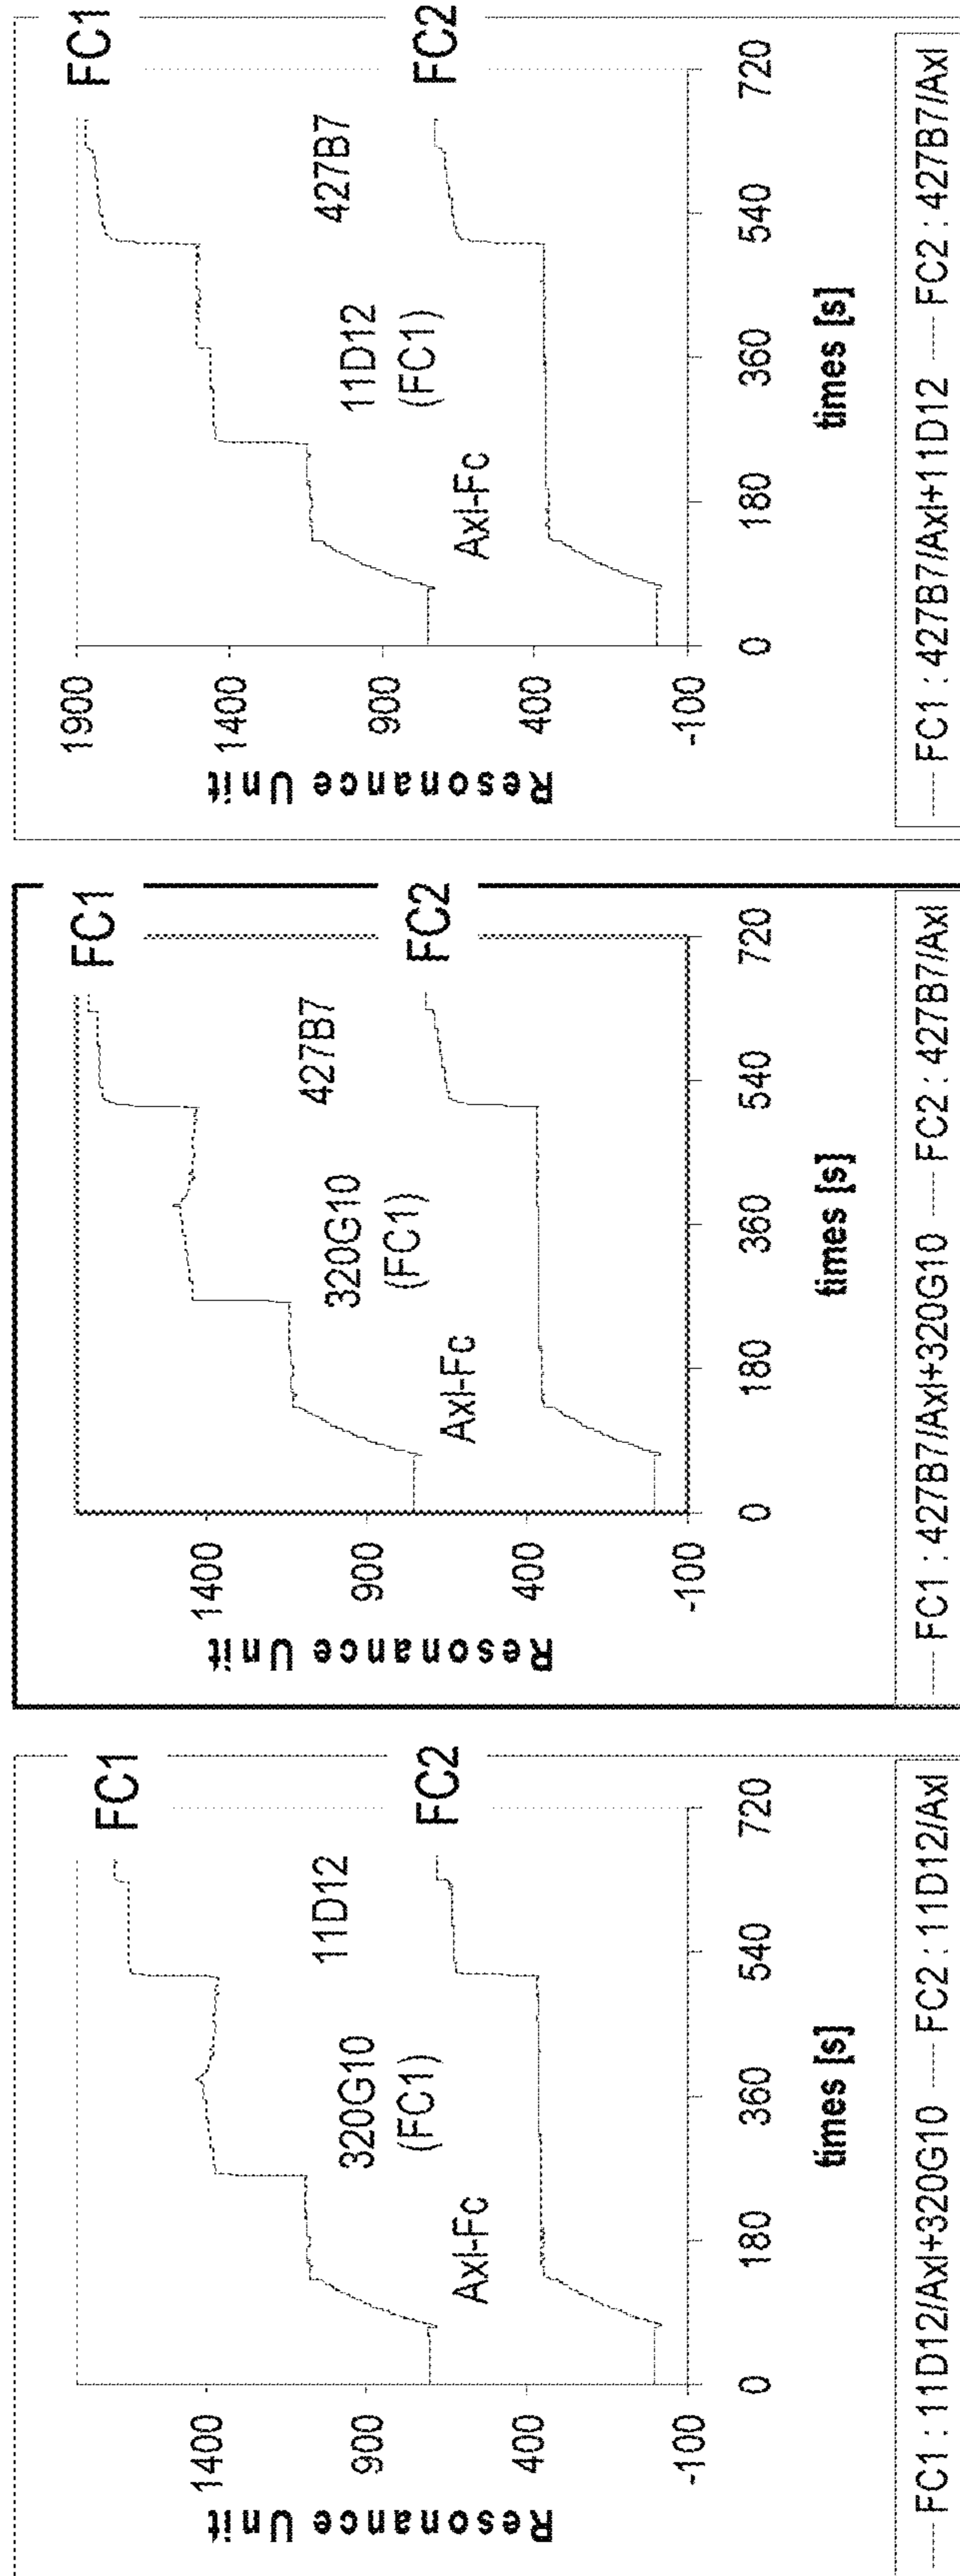 FC1
FC2
1400
900
400
-100
Resonance Unit
320G10
(FC1)
11D12
Axl-Fc
0
180
360
540
720
times [s]
FC1 : 11D12/Axl+320G10
FC2 : 11D12/Axl
FC1
FC2
1400
900
400
-100
Resonance Unit
320G10
(FC1)
427B7
Axl-Fc
0
180
360
540
720
times [s]
FC1 : 427B7/Axl+320G10
FC2 : 427B7/Axl
FC1
FC2
1900
1400
900
400
-100
Resonance Unit
11D12
(FC1)
427B7
Axl-Fc
0
180
360
540
720
times [s]
FC1 : 427B7/Axl+11D12
FC2 : 427B7/Axl